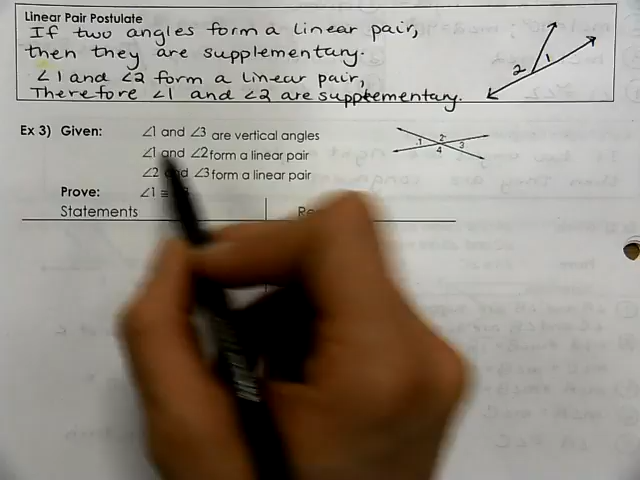 Linear Pair Postulate
If two angles form a linear pair,
then they are supplementary.
∠1 and ∠2 form a linear pair,
Therefore ∠1 and ∠2 are supplementary.
2 1
Ex 3) Given: ∠1 and ∠3 are vertical angles
∠1 and ∠2 form a linear pair
∠2 and ∠3 form a linear pair
1 2 3 4
Prove: ∠1 ≅
Statements